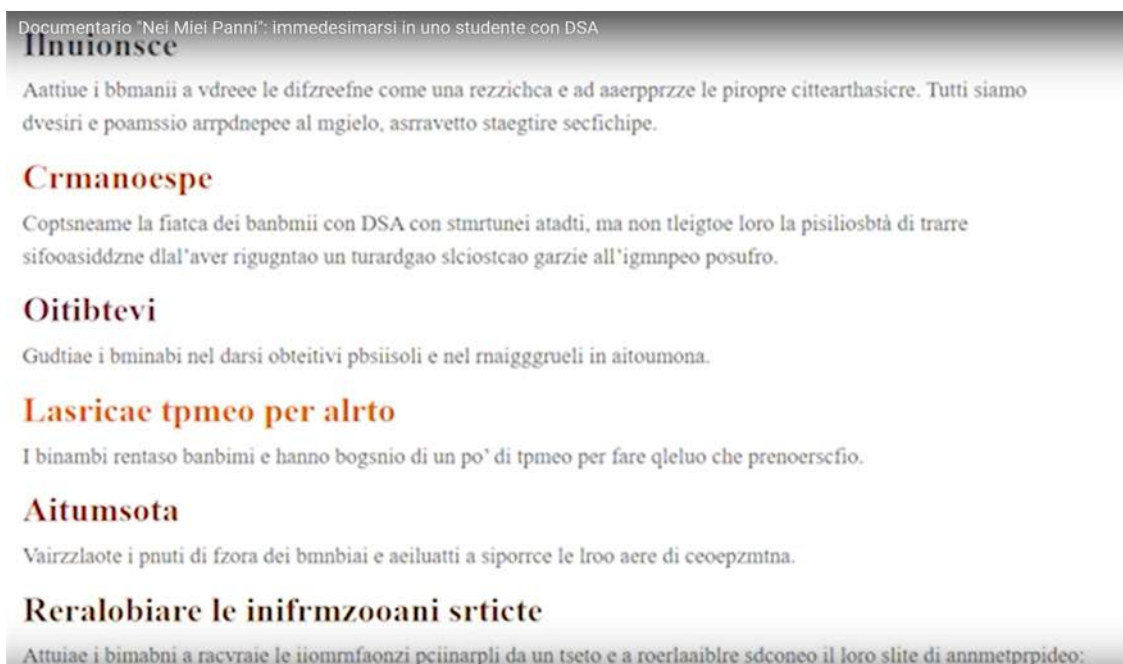 Documentario "Nei Miei Panni": immedesimarsi in uno studente con DSA
Ilnuionsce
Aattiue i bbmanii a vdreee le difzreefne come una rezzichca e ad aaerpprzze le piropre cittearthasicre. Tutti siamo
dvesiri e poamssio arrpdnepee al mgielo, asrravetto staegtire secfichipe.
Crmanoespe
Coptsneame la fiatca dei banbmii con DSA con stmrtunei atadti, ma non tleigtoe loro la pisiliosbtà di trarre
sifooasiddzne dlal’aver rigugntao un turardgao slciostcao garzie all’igmnpeo posufro.
Oitibtevi
Gudtiae i bminabi nel darsi obteitivi pbsiisoli e nel rnaigggrueli in aitoumona.
Lasricae tpmeo per alrto
I binambi rentaso banbimi e hanno bogsnio di un po’ di tpmeo per fare qleluo che prenoerscfio.
Aitumsota
Vairzzlaote i pnuti di fzora dei bmnbiai e aeiluatti a siporrce le lroo aere di ceoepzmtna.
Reralobiare le inifrmzooani srticte
Attuiae i bimabni a racvraie le iiommfaonzi pciinarpli da un tseto e a roerlaaiblre sdconeo il loro slite di annmetprpideo: